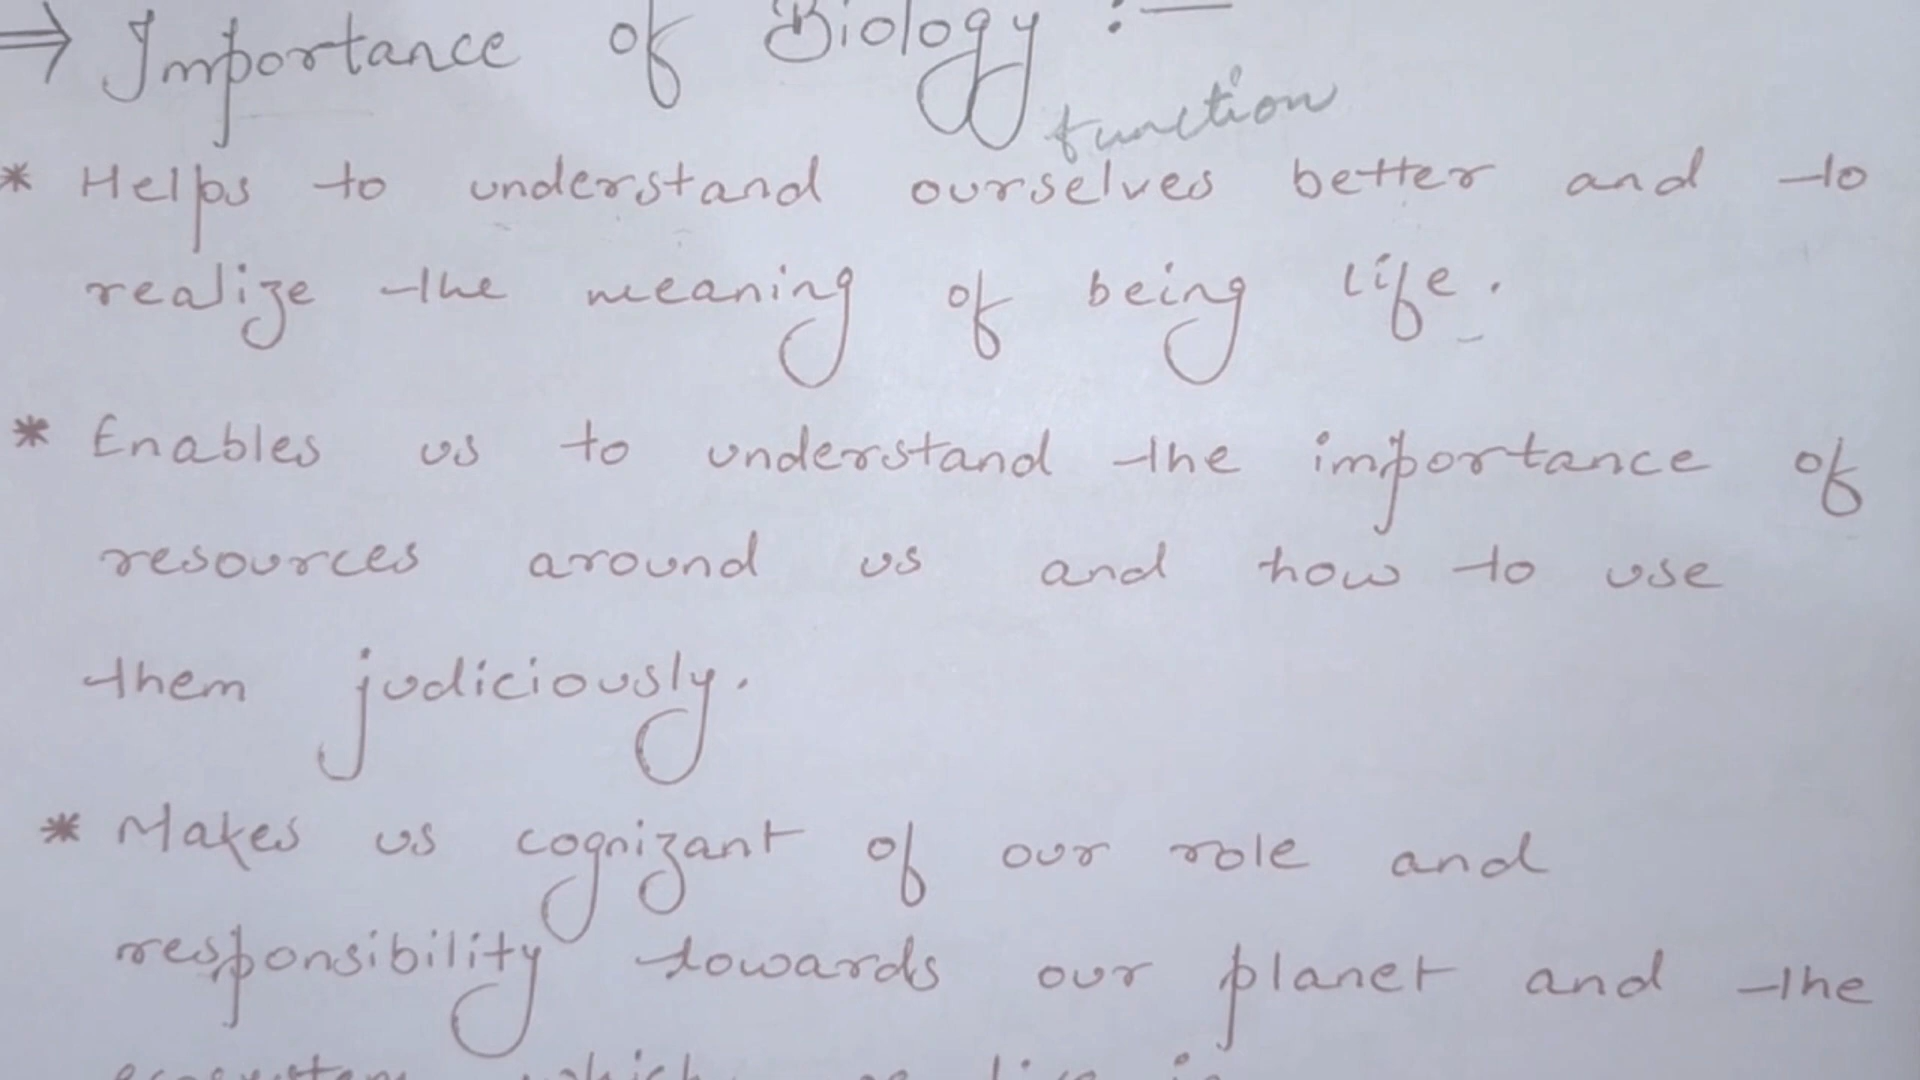 ⇒ Importance of Biology :—
function
* Helps to understand ourselves better and to
realize the meaning of being life.
* Enables us to understand the importance of
resources around us and how to use
them judiciously.
* Makes us cognizant of our role and
responsibility towards our planet and the